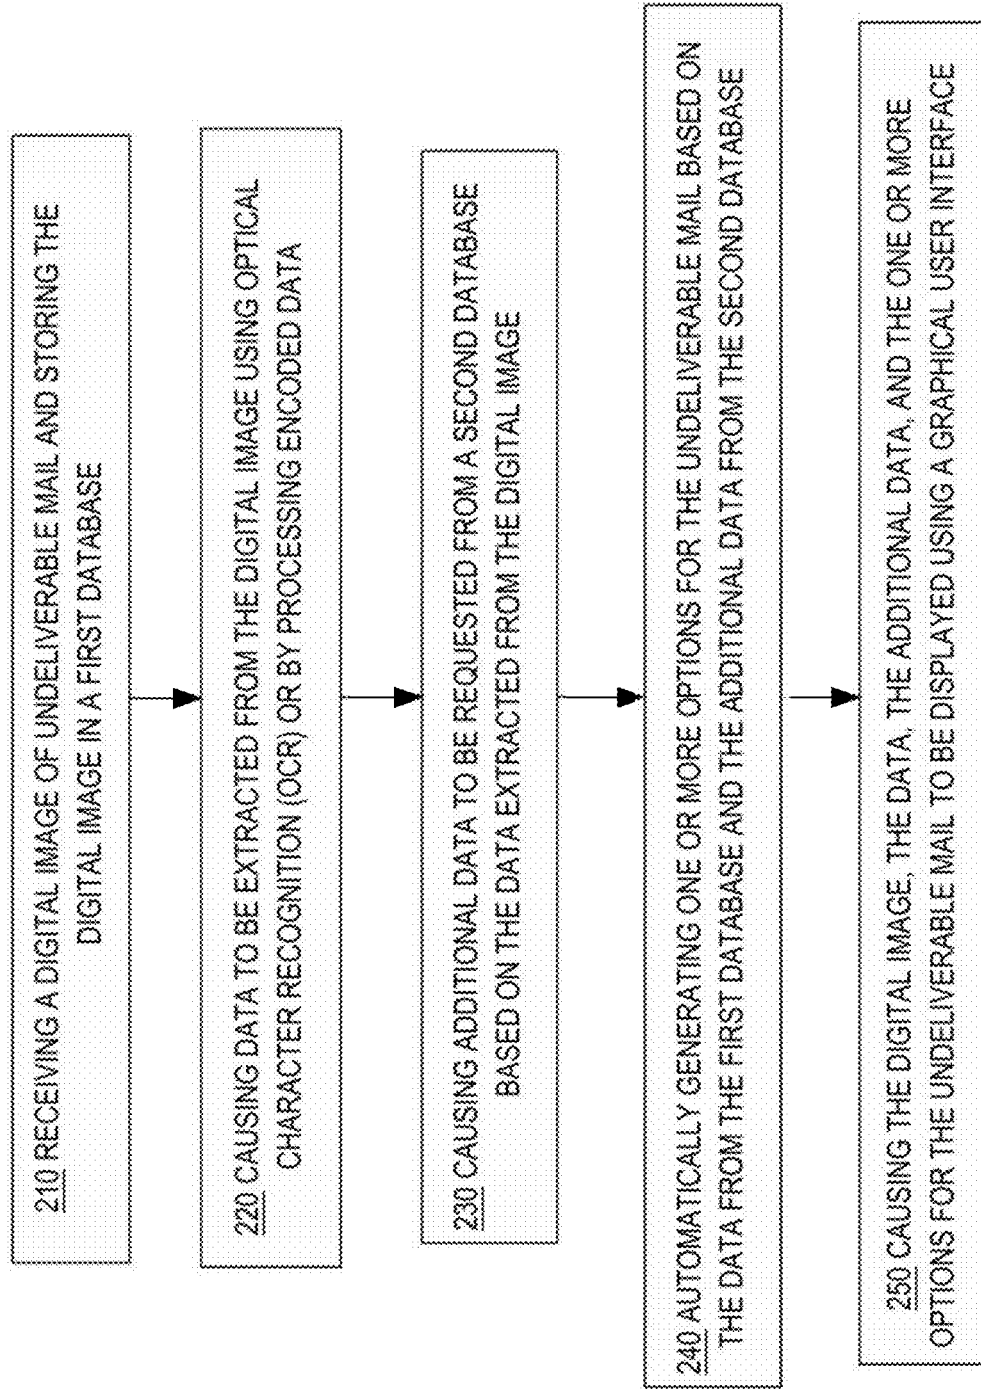 210 RECEIVING A DIGITAL IMAGE OF UNDELIVERABLE MAIL AND STORING THE
DIGITAL IMAGE IN A FIRST DATABASE
220 CAUSING DATA TO BE EXTRACTED FROM THE DIGITAL IMAGE USING OPTICAL
CHARACTER RECOGNITION (OCR) OR BY PROCESSING ENCODED DATA
230 CAUSING ADDITIONAL DATA TO BE REQUESTED FROM A SECOND DATABASE
BASED ON THE DATA EXTRACTED FROM THE DIGITAL IMAGE
240 AUTOMATICALLY GENERATING ONE OR MORE OPTIONS FOR THE UNDELIVERABLE MAIL BASED ON
THE DATA FROM THE FIRST DATABASE AND THE ADDITIONAL DATA FROM THE SECOND DATABASE
250 CAUSING THE DIGITAL IMAGE, THE DATA, THE ADDITIONAL DATA, AND THE ONE OR MORE
OPTIONS FOR THE UNDELIVERABLE MAIL TO BE DISPLAYED USING A GRAPHICAL USER INTERFACE